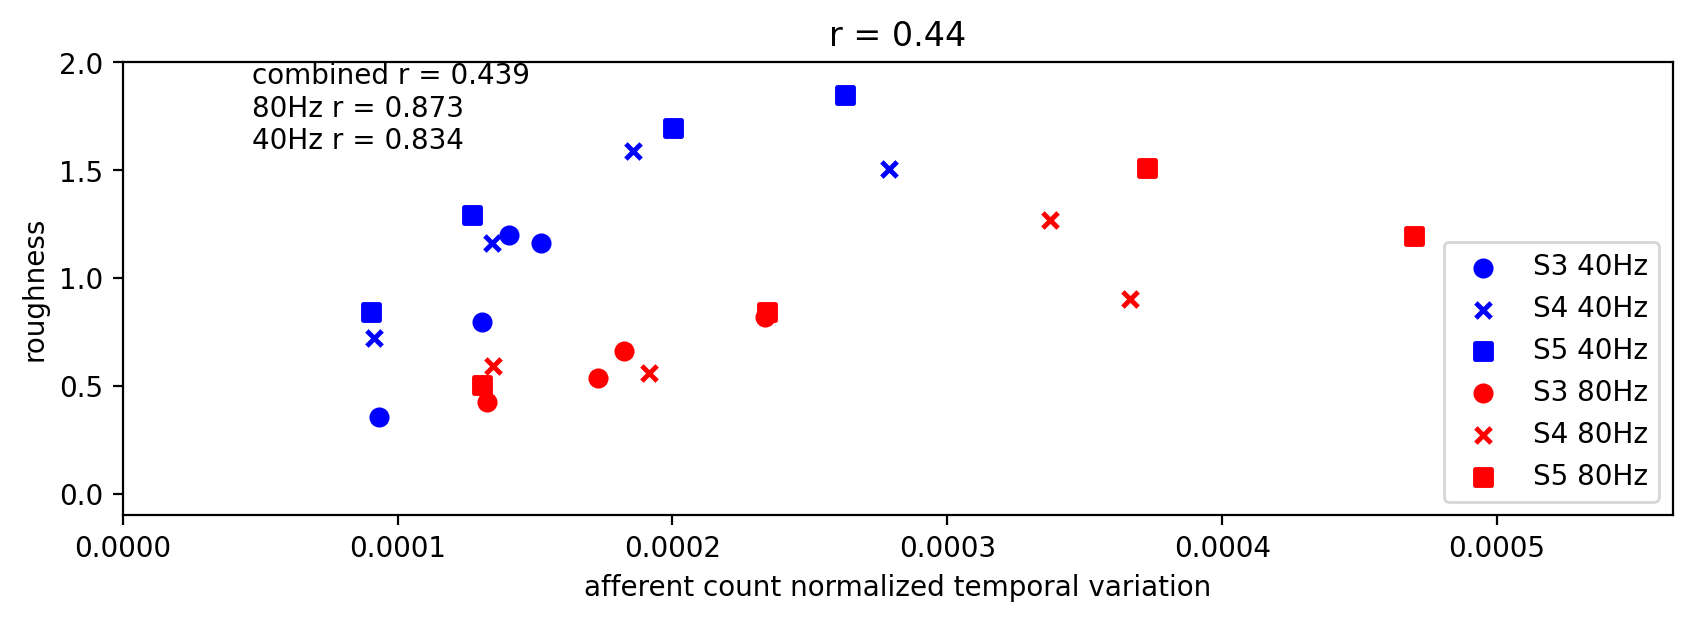 r = 0.44
combined r = 0.439
80Hz r = 0.873
40Hz r = 0.834
2.0
1.5
1.0
0.5
0.0
roughness
S3 40Hz
S4 40Hz
S5 40Hz
S3 80Hz
S4 80Hz
S5 80Hz
0.0000 0.0001 0.0002 0.0003 0.0004 0.0005
afferent count normalized temporal variation